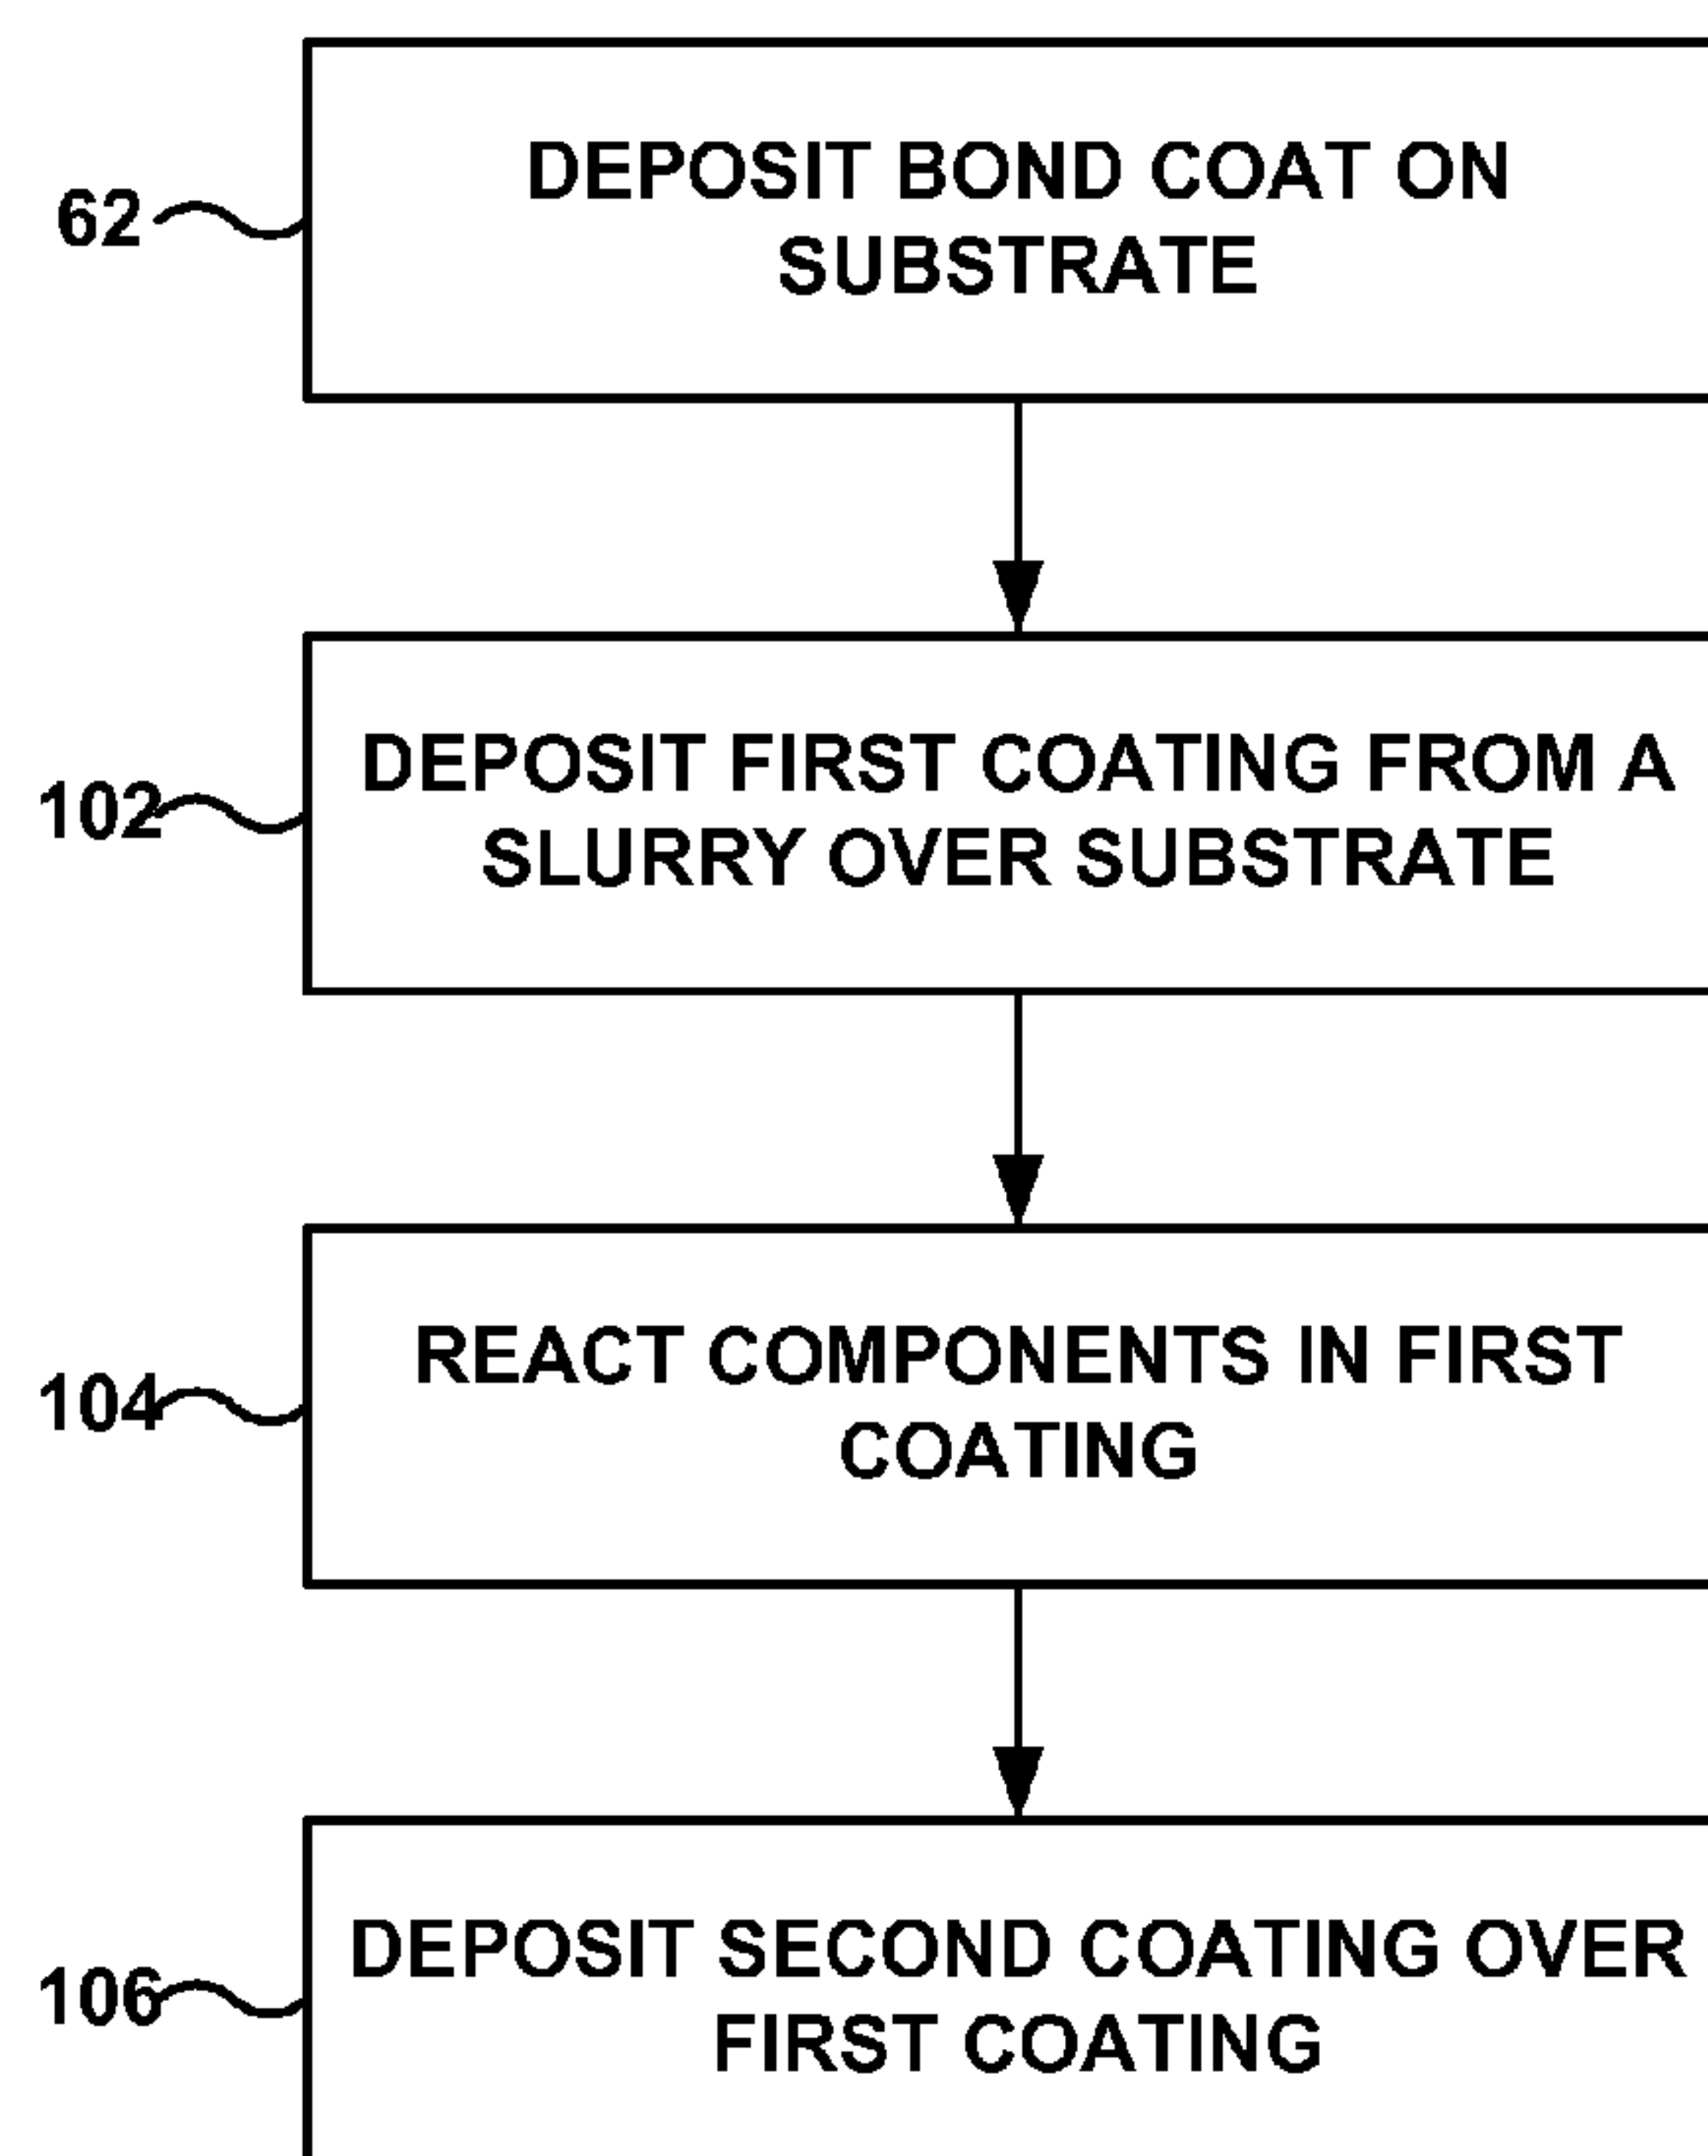 62
DEPOSIT BOND COAT ON
SUBSTRATE
102
DEPOSIT FIRST COATING FROM A
SLURRY OVER SUBSTRATE
104
REACT COMPONENTS IN FIRST
COATING
106
DEPOSIT SECOND COATING OVER
FIRST COATING